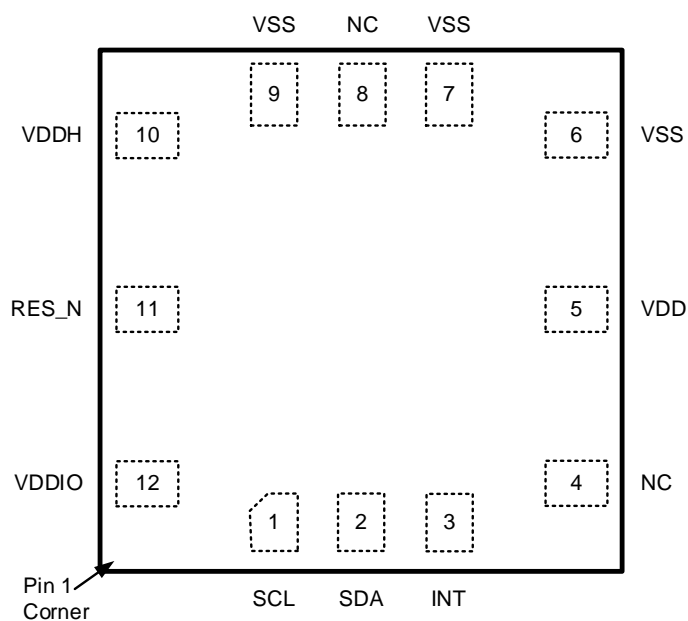 VSS NC VSS
9 8 7
VDDH 10 6 VSS
RES_N 11 5 VDD
VDDIO 12 4 NC
1 2 3
Pin 1
Corner
SCL SDA INT